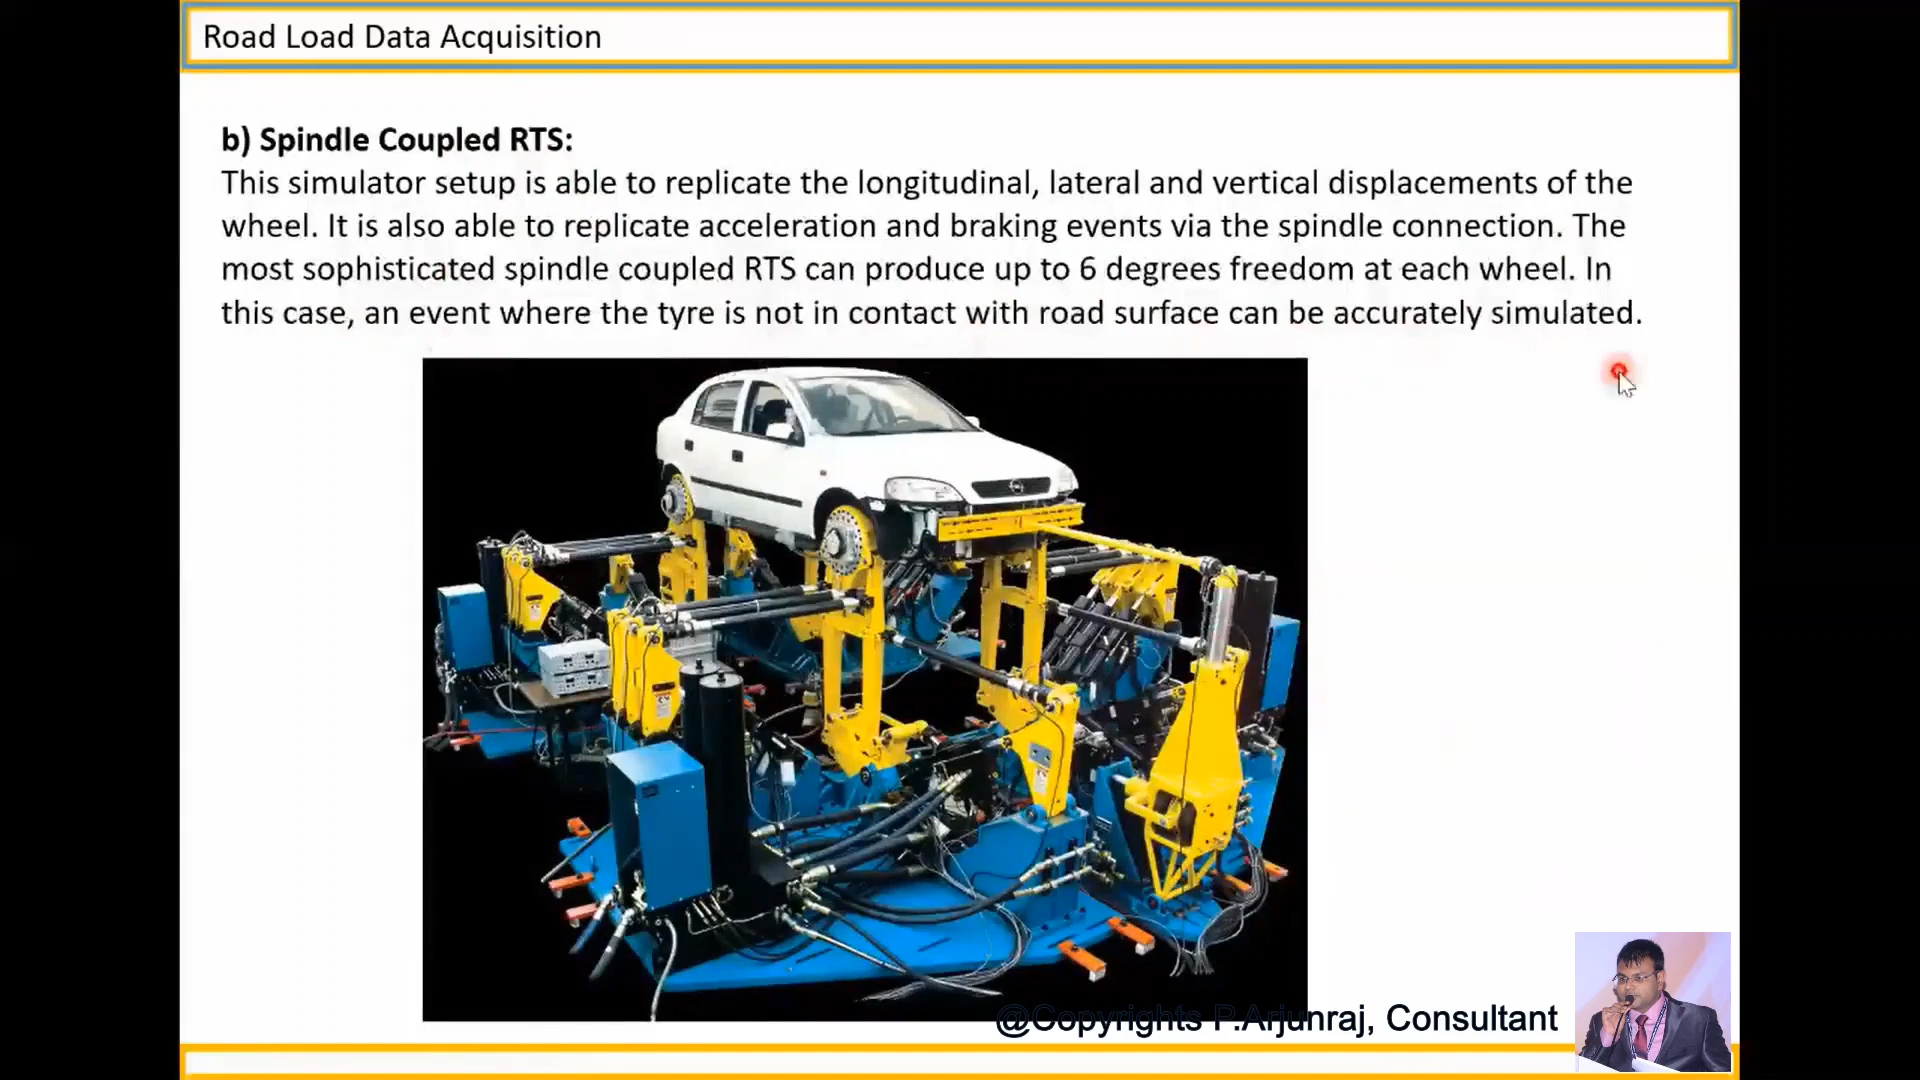 Road Load Data Acquisition
b) Spindle Coupled RTS:
This simulator setup is able to replicate the longitudinal, lateral and vertical displacements of the
wheel. It is also able to replicate acceleration and braking events via the spindle connection. The
most sophisticated spindle coupled RTS can produce up to 6 degrees freedom at each wheel. In
this case, an event where the tyre is not in contact with road surface can be accurately simulated.
@Copyrights P.Arjunraj, Consultant